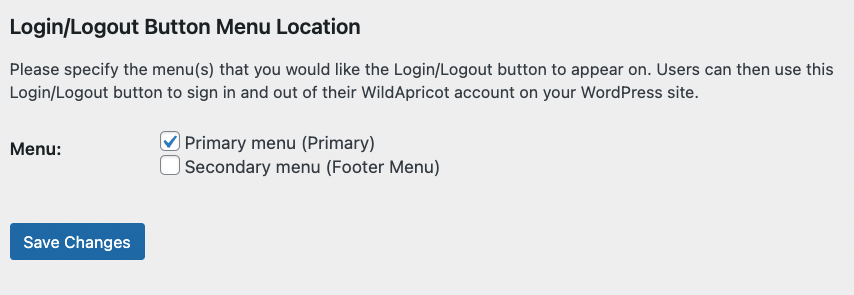 Login/Logout Button Menu Location
Please specify the menu(s) that you would like the Login/Logout button to appear on. Users can then use this
Login/Logout button to sign in and out of their WildApricot account on your WordPress site.
Menu:
Primary menu (Primary)
Secondary menu (Footer Menu)
Save Changes